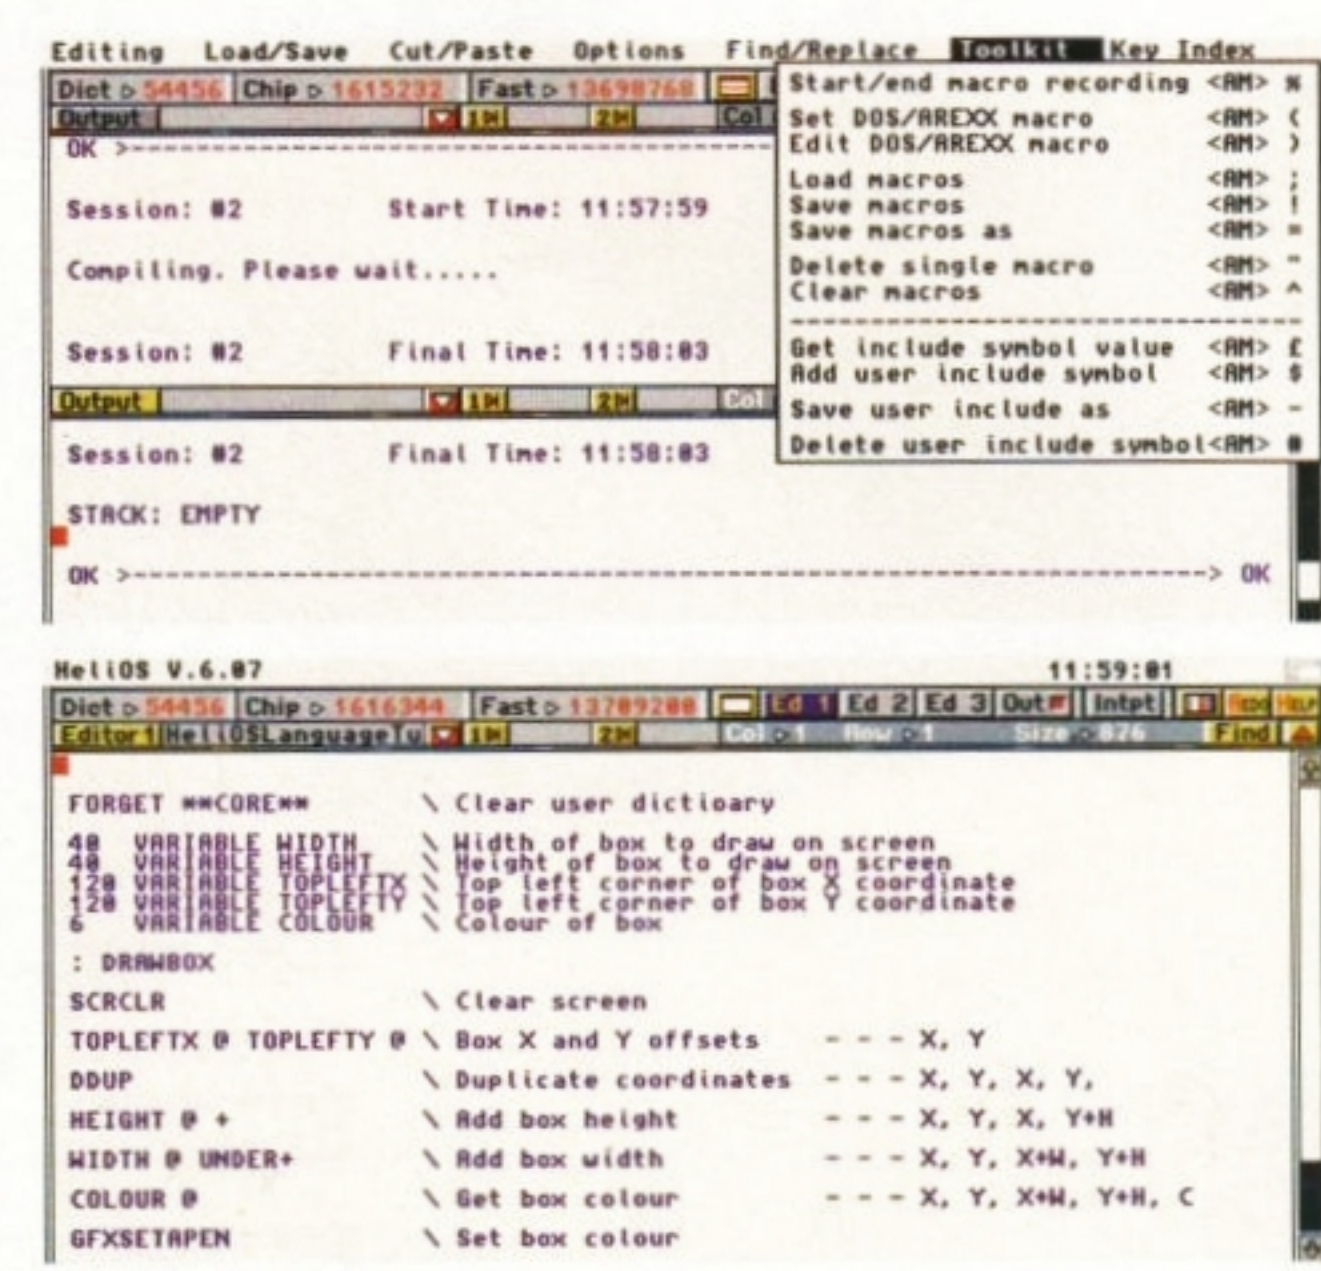 Editing Load/Save Cut/Paste Options Find/Replace Toolkit Key Index
Dict 54456 Chip 1615232 Fast 13698768
Output 1 2 Col
OK >-----------------------------------------
Session: #2 Start Time: 11:57:59
Compiling. Please wait.....
Session: #2 Final Time: 11:58:03
Start/end macro recording <AM> %
Set DOS/AREXX macro <AM> (
Edit DOS/AREXX macro <AM> )
Load macros <AM> ;
Save macros <AM> !
Save macros as <AM> =
Delete single macro <AM> "
Clear macros <AM> ^
--------------------------------
Get include symbol value <AM> £
Add user include symbol <AM> $
Save user include as <AM> -
Delete user include symbol<AM> #
Output 1 2 Col
Session: #2 Final Time: 11:58:03
STACK: EMPTY
OK >-------------------------------------------------------------------> OK
HeliOS V.6.07 11:59:01
Dict 54456 Chip 1616344 Fast 13709208 Ed 1 Ed 2 Ed 3 Out Intpt REDO HELP
Editor1 HeliOSLanguageTu 1 2 Col 1 Row 1 Size 876 Find
FORGET **CORE** \ Clear user dictioary
40 VARIABLE WIDTH \ Width of box to draw on screen
40 VARIABLE HEIGHT \ Height of box to draw on screen
120 VARIABLE TOPLEFTX \ Top left corner of box X coordinate
120 VARIABLE TOPLEFTY \ Top left corner of box Y coordinate
6 VARIABLE COLOUR \ Colour of box
: DRAWBOX
SCRCLR \ Clear screen
TOPLEFTX @ TOPLEFTY @ \ Box X and Y offsets - - - X, Y
DDUP \ Duplicate coordinates - - - X, Y, X, Y,
HEIGHT @ + \ Add box height - - - X, Y, X, Y+H
WIDTH @ UNDER+ \ Add box width - - - X, Y, X+W, Y+H
COLOUR @ \ Get box colour - - - X, Y, X+W, Y+H, C
GFXSETAPEN \ Set box colour